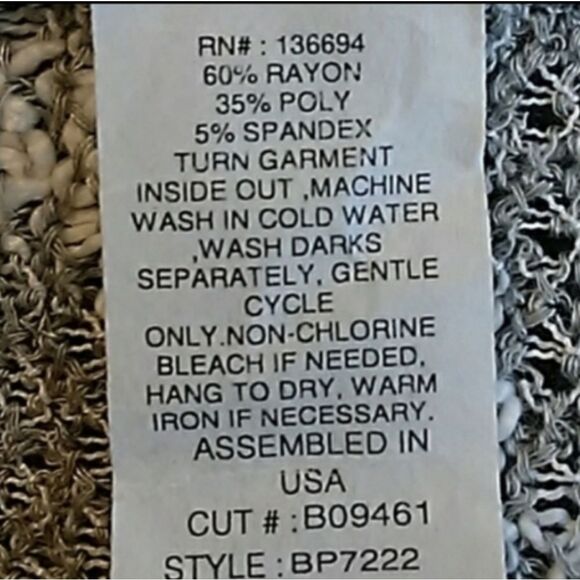 RN# : 136694
60% RAYON
35% POLY
5% SPANDEX
TURN GARMENT
INSIDE OUT ,MACHINE
WASH IN COLD WATER
,WASH DARKS
SEPARATELY, GENTLE
CYCLE
ONLY.NON-CHLORINE
BLEACH IF NEEDED,
HANG TO DRY, WARM
IRON IF NECESSARY.
ASSEMBLED IN
USA
CUT # : B09461
STYLE : BP7222